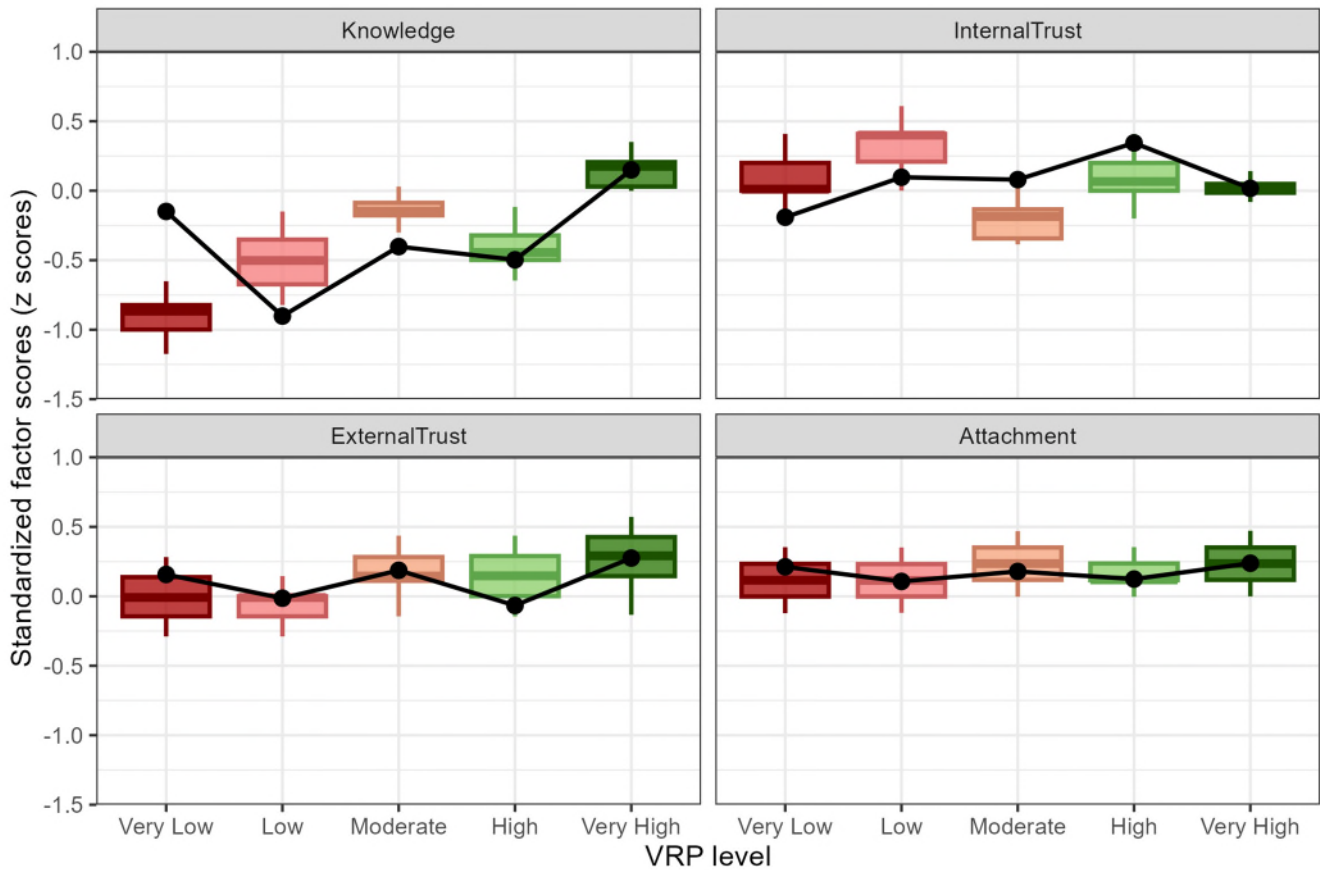 Knowledge
InternalTrust
1.0
0.5
0.0
-0.5
-1.0
-1.5
ExternalTrust
Attachment
1.0
0.5
0.0
-0.5
-1.0
-1.5
Standardized factor scores (z scores)
Very Low Low Moderate High Very High
Very Low Low Moderate High Very High
VRP level